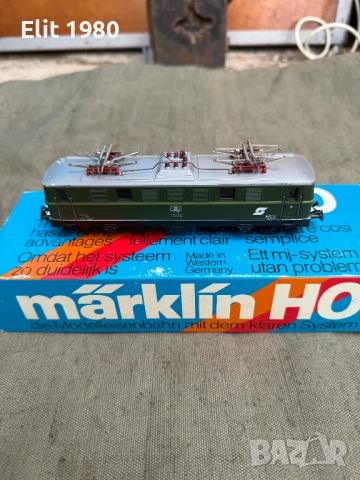 Elit 1980
advantages tellement clair semplice
Omdat het systeem
zo duidelijk is
Made in
Western
Germany
Ett mj-system
utan problem
märklin HO
die Modelleisenbahn mit dem klaren System
bazar